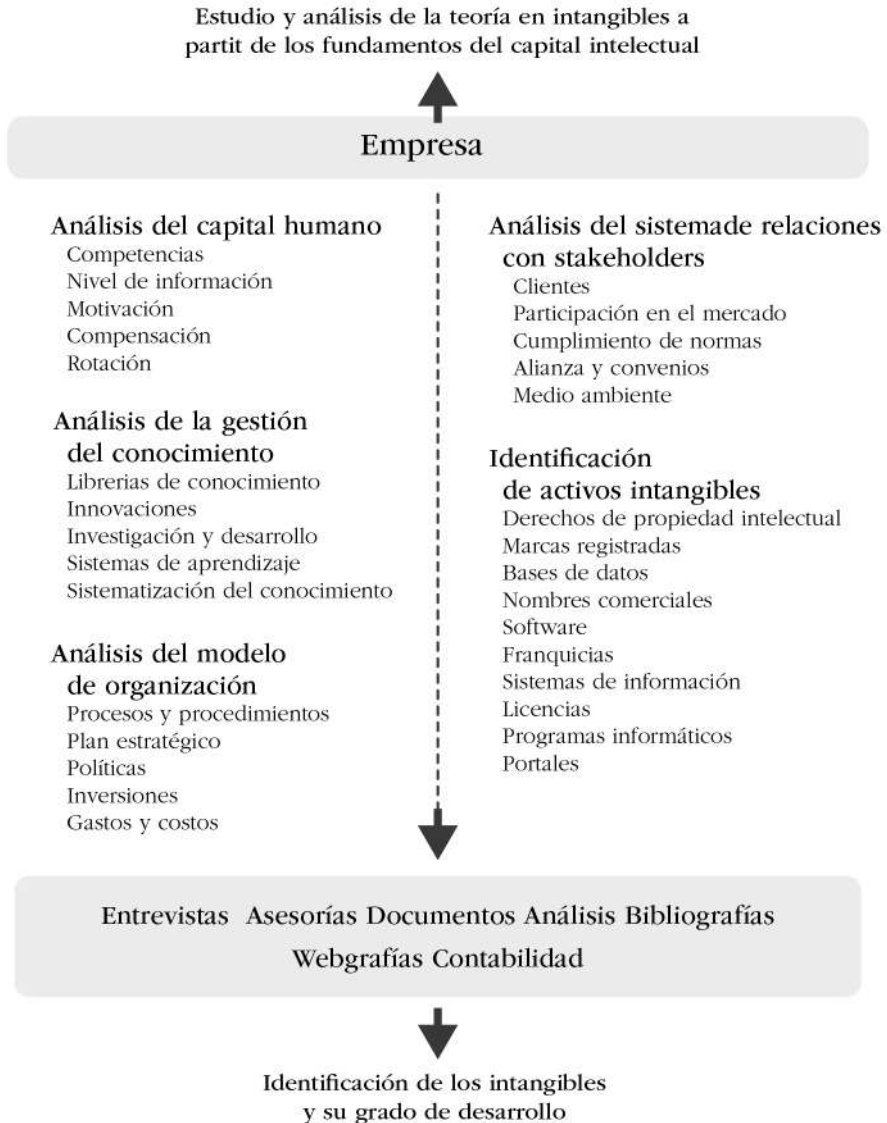 Estudio y análisis de la teoría en intangibles a
partit de los fundamentos del capital intelectual
Empresa
Análisis del capital humano
Competencias
Nivel de información
Motivación
Compensación
Rotación
Análisis de la gestión
del conocimiento
Librerias de conocimiento
Innovaciones
Investigación y desarrollo
Sistemas de aprendizaje
Sistematización del conocimiento
Análisis del modelo
de organización
Procesos y procedimientos
Plan estratégico
Políticas
Inversiones
Gastos y costos
Análisis del sistemade relaciones
con stakeholders
Clientes
Participación en el mercado
Cumplimiento de normas
Alianza y convenios
Medio ambiente
Identificación
de activos intangibles
Derechos de propiedad intelectual
Marcas registradas
Bases de datos
Nombres comerciales
Software
Franquicias
Sistemas de información
Licencias
Programas informáticos
Portales
Entrevistas Asesorías Documentos Análisis Bibliografías
Webgrafías Contabilidad
Identificación de los intangibles
y su grado de desarrollo